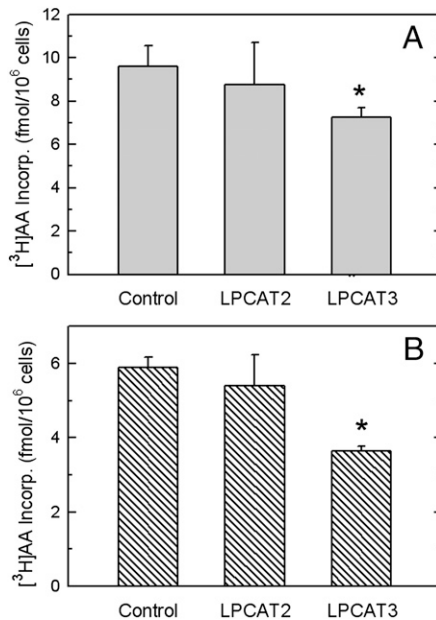 A
[³H]AA Incorp. (fmol/10⁶ cells)
12
10
8
6
4
2
0
*
Control LPCAT2 LPCAT3
B
[³H]AA Incorp. (fmol/10⁶ cells)
6
4
2
0
*
Control LPCAT2 LPCAT3